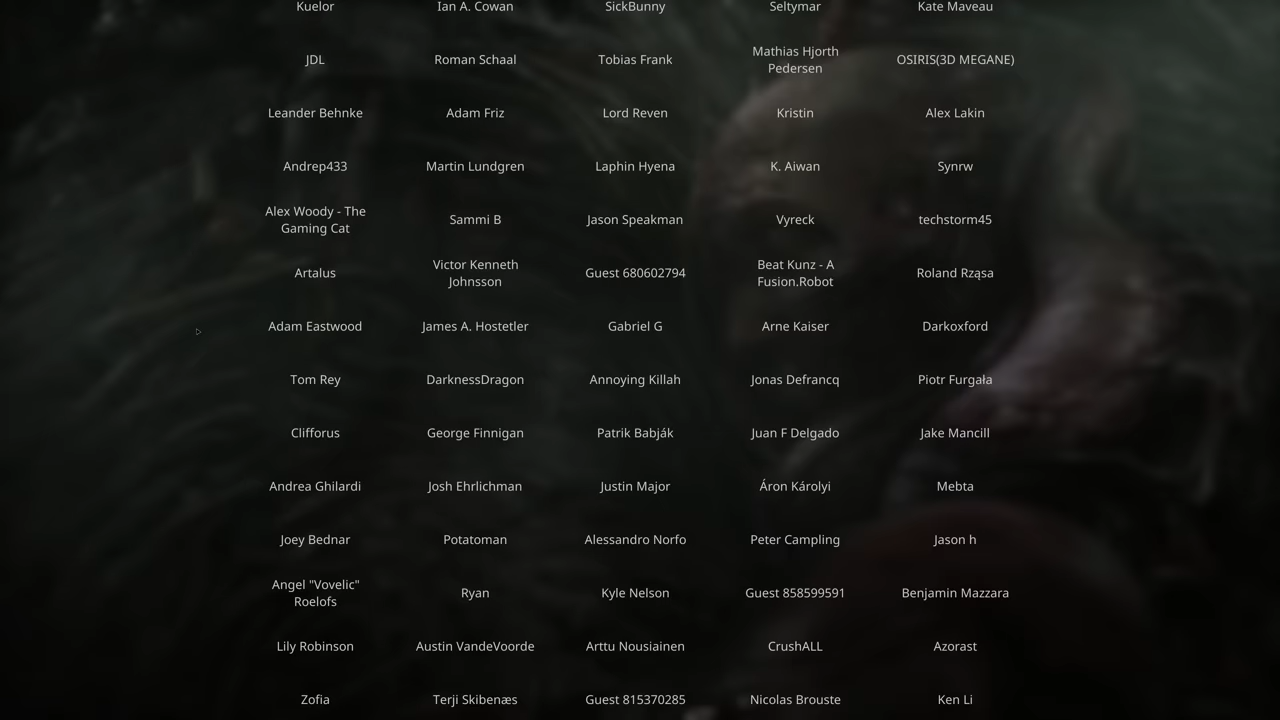 Kuelor Ian A. Cowan SickBunny Seltymar Kate Maveau
JDL Roman Schaal Tobias Frank Mathias Hjorth Pedersen OSIRIS(3D MEGANE)
Leander Behnke Adam Friz Lord Reven Kristin Alex Lakin
Andrep433 Martin Lundgren Laphin Hyena K. Aiwan Synrw
Alex Woody - The Gaming Cat Sammi B Jason Speakman Vyreck techstorm45
Artalus Victor Kenneth Johnsson Guest 680602794 Beat Kunz - A Fusion.Robot Roland Rząsa
Adam Eastwood James A. Hostetler Gabriel G Arne Kaiser Darkoxford
Tom Rey DarknessDragon Annoying Killah Jonas Defrancq Piotr Furgała
Clifforus George Finnigan Patrik Babják Juan F Delgado Jake Mancill
Andrea Ghilardi Josh Ehrlichman Justin Major Áron Károlyi Mebta
Joey Bednar Potatoman Alessandro Norfo Peter Campling Jason h
Angel "Vovelic" Roelofs Ryan Kyle Nelson Guest 858599591 Benjamin Mazzara
Lily Robinson Austin VandeVoorde Arttu Nousiainen CrushALL Azorast
Zofia Terji Skibenæs Guest 815370285 Nicolas Brouste Ken Li